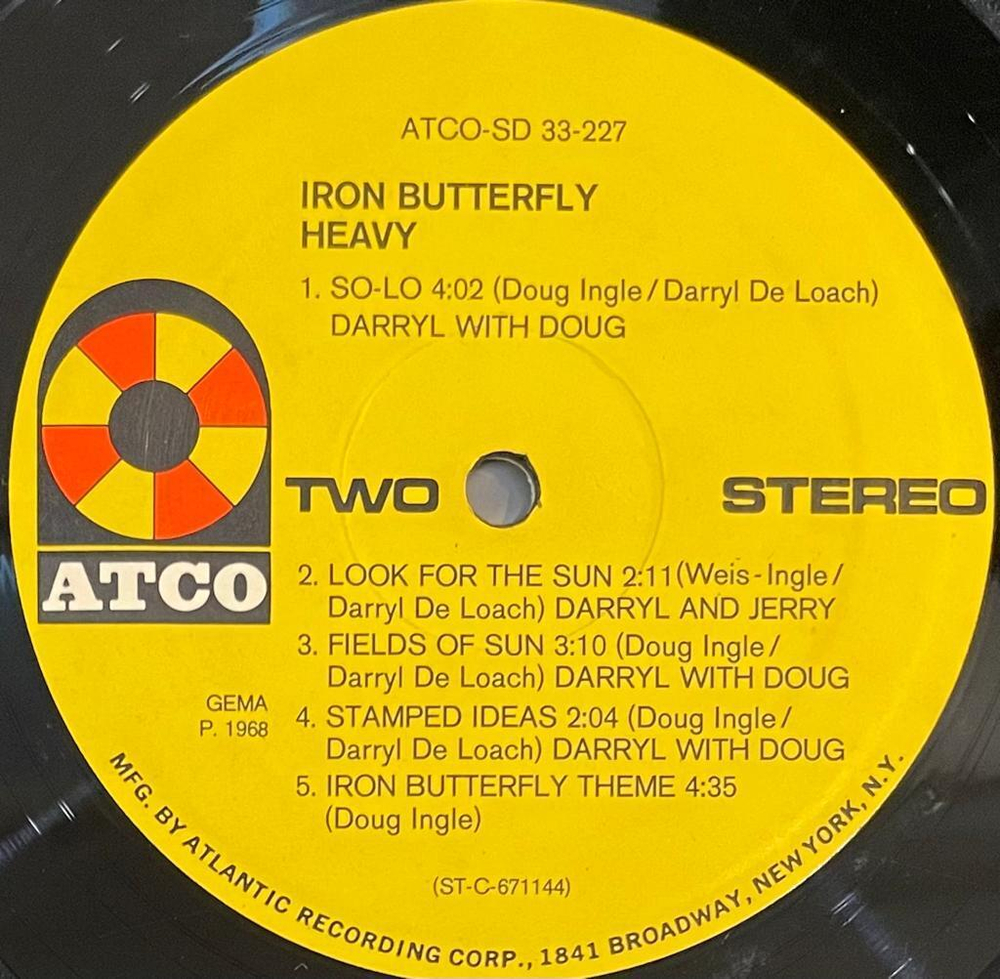 ATCO-SD 33-227
IRON BUTTERFLY
HEAVY
1. SO-LO 4:02 (Doug Ingle/Darryl De Loach)
DARRYL WITH DOUG
TWO
STEREO
ATCO
2. LOOK FOR THE SUN 2:11(Weis-Ingle/
Darryl De Loach) DARRYL AND JERRY
3. FIELDS OF SUN 3:10 (Doug Ingle/
Darryl De Loach) DARRYL WITH DOUG
GEMA
P. 1968
4. STAMPED IDEAS 2:04 (Doug Ingle/
Darryl De Loach) DARRYL WITH DOUG
5. IRON BUTTERFLY THEME 4:35
(Doug Ingle)
(ST-C-671144)
MFG. BY ATLANTIC RECORDING CORP., 1841 BROADWAY, NEW YORK, N.Y.